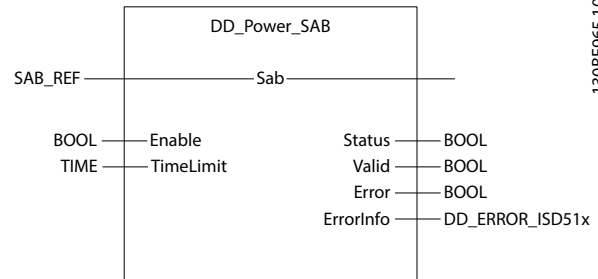 DD_Power_SAB
SAB_REF Sab
BOOL Enable Status BOOL
TIME TimeLimit Valid BOOL
Error BOOL
ErrorInfo DD_ERROR_ISD51x